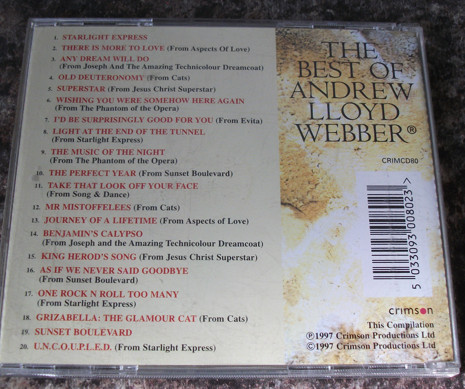 1. STARLIGHT EXPRESS
2. THERE IS MORE TO LOVE (From Aspects Of Love)
3. ANY DREAM WILL DO
(From Joseph And The Amazing Technicolour Dreamcoat)
4. OLD DEUTERONOMY (From Cats)
5. SUPERSTAR (From Jesus Christ Superstar)
6. WISHING YOU WERE SOMEHOW HERE AGAIN
(From The Phantom of the Opera)
7. I'D BE SURPRISINGLY GOOD FOR YOU (From Evita)
8. LIGHT AT THE END OF THE TUNNEL
(From Starlight Express)
9. THE MUSIC OF THE NIGHT
(From The Phantom of the Opera)
10. THE PERFECT YEAR (From Sunset Boulevard)
11. TAKE THAT LOOK OFF YOUR FACE
(From Song & Dance)
12. MR MISTOFFELEES (From Cats)
13. JOURNEY OF A LIFETIME (From Aspects of Love)
14. BENJAMIN'S CALYPSO
(From Joseph and the Amazing Technicolour Dreamcoat)
15. KING HEROD'S SONG (From Jesus Christ Superstar)
16. AS IF WE NEVER SAID GOODBYE
(From Sunset Boulevard)
17. ONE ROCK N ROLL TOO MANY
(From Starlight Express)
18. GRIZABELLA: THE GLAMOUR CAT (From Cats)
19. SUNSET BOULEVARD
20. U.N.C.O.U.P.L.E.D. (From Starlight Express)
THE
BEST OF
ANDREW
LLOYD
WEBBER®
CRIMCD80
5 033093 008023 >
crimson
This Compilation
℗1997 Crimson Productions Ltd
©1997 Crimson Productions Ltd